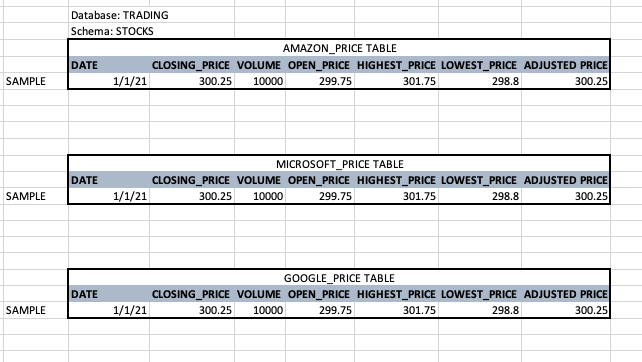 Database: TRADING
Schema: STOCKS
AMAZON_PRICE TABLE
DATE CLOSING_PRICE VOLUME OPEN_PRICE HIGHEST_PRICE LOWEST_PRICE ADJUSTED PRICE
SAMPLE 1/1/21 300.25 10000 299.75 301.75 298.8 300.25
MICROSOFT_PRICE TABLE
DATE CLOSING_PRICE VOLUME OPEN_PRICE HIGHEST_PRICE LOWEST_PRICE ADJUSTED PRICE
SAMPLE 1/1/21 300.25 10000 299.75 301.75 298.8 300.25
GOOGLE_PRICE TABLE
DATE CLOSING_PRICE VOLUME OPEN_PRICE HIGHEST_PRICE LOWEST_PRICE ADJUSTED PRICE
SAMPLE 1/1/21 300.25 10000 299.75 301.75 298.8 300.25